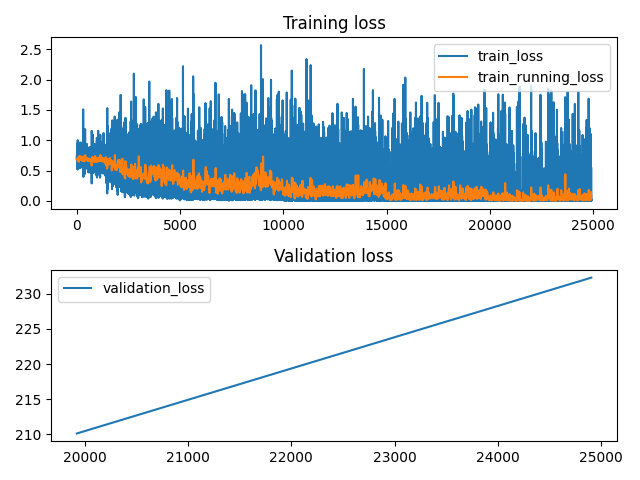 Training loss
2.5
2.0
1.5
1.0
0.5
0.0
train_loss
train_running_loss
0 5000 10000 15000 20000 25000
Validation loss
230
225
220
215
210
validation_loss
20000 21000 22000 23000 24000 25000